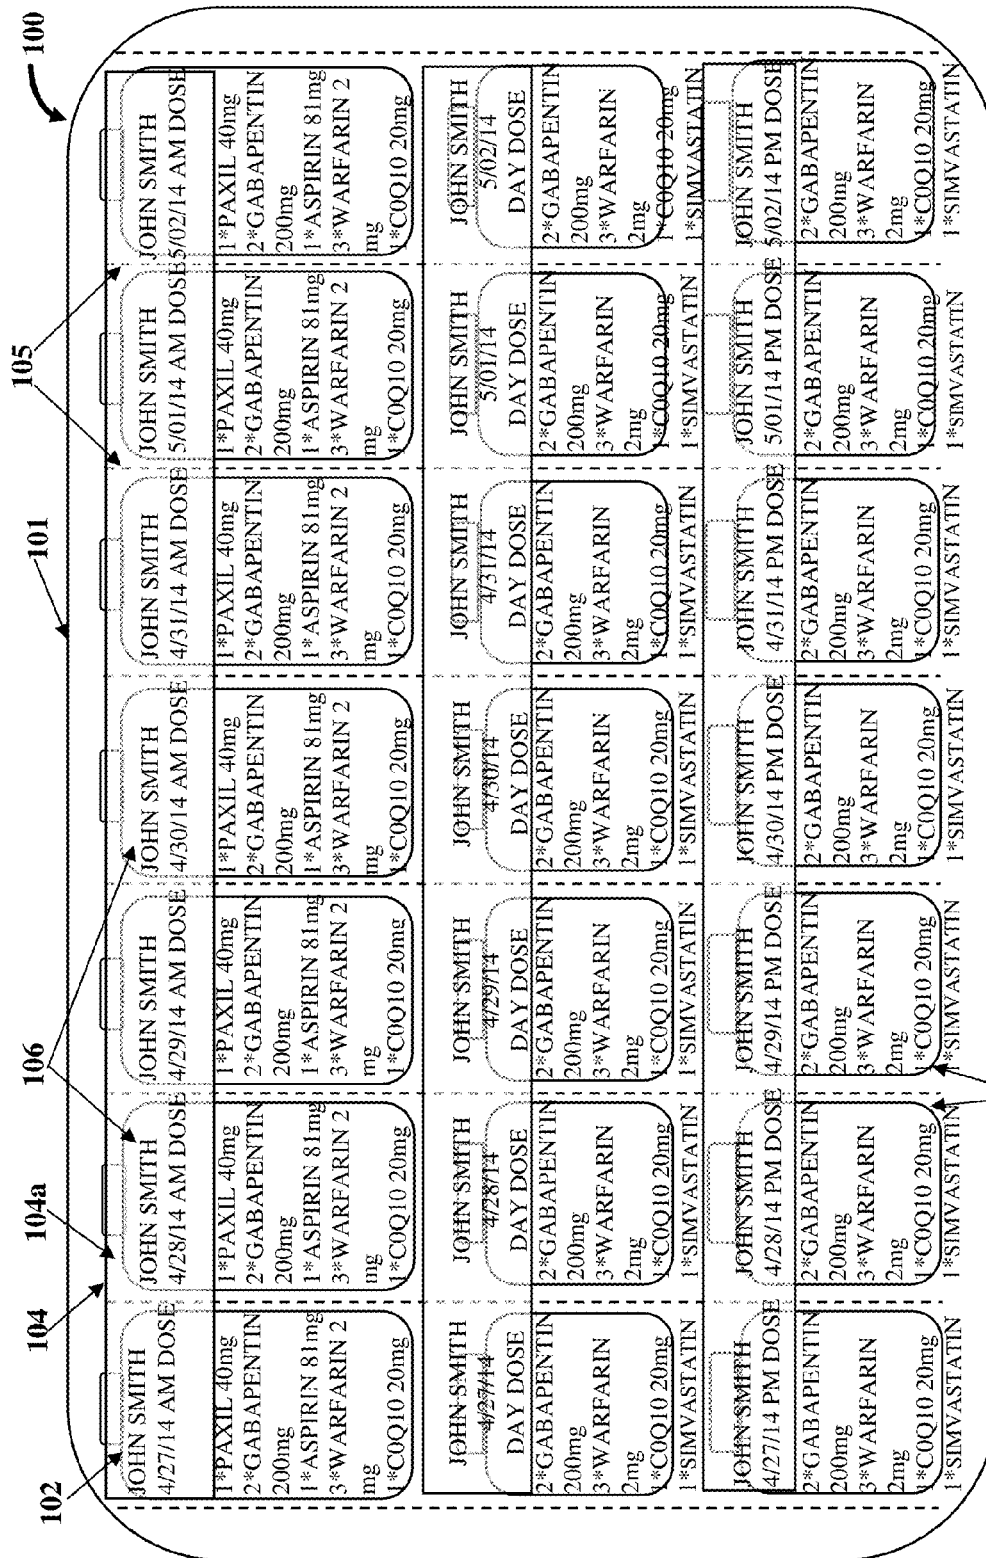 100
101
105
106
104a
104
102
JOHN SMITH
4/27/14 AM DOSE
1*PAXIL 40mg
2*GABAPENTIN
200mg
1*ASPIRIN 81mg
3*WARFARIN 2
mg
1*C0Q10 20mg
JOHN SMITH
4/28/14 AM DOSE
1*PAXIL 40mg
2*GABAPENTIN
200mg
1*ASPIRIN 81mg
3*WARFARIN 2
mg
1*C0Q10 20mg
JOHN SMITH
4/29/14 AM DOSE
1*PAXIL 40mg
2*GABAPENTIN
200mg
1*ASPIRIN 81mg
3*WARFARIN 2
mg
1*C0Q10 20mg
JOHN SMITH
4/30/14 AM DOSE
1*PAXIL 40mg
2*GABAPENTIN
200mg
1*ASPIRIN 81mg
3*WARFARIN 2
mg
1*C0Q10 20mg
JOHN SMITH
4/31/14 AM DOSE
1*PAXIL 40mg
2*GABAPENTIN
200mg
1*ASPIRIN 81mg
3*WARFARIN 2
mg
1*C0Q10 20mg
JOHN SMITH
5/01/14 AM DOSE
1*PAXIL 40mg
2*GABAPENTIN
200mg
1*ASPIRIN 81mg
3*WARFARIN 2
mg
1*C0Q10 20mg
JOHN SMITH
5/02/14 AM DOSE
1*PAXIL 40mg
2*GABAPENTIN
200mg
1*ASPIRIN 81mg
3*WARFARIN 2
mg
1*C0Q10 20mg
JOHN SMITH
4/27/14
DAY DOSE
2*GABAPENTIN
200mg
3*WARFARIN
2mg
1*C0Q10 20mg
1*SIMVASTATIN
JOHN SMITH
4/28/14
DAY DOSE
2*GABAPENTIN
200mg
3*WARFARIN
2mg
1*C0Q10 20mg
1*SIMVASTATIN
JOHN SMITH
4/29/14
DAY DOSE
2*GABAPENTIN
200mg
3*WARFARIN
2mg
1*C0Q10 20mg
1*SIMVASTATIN
JOHN SMITH
4/30/14
DAY DOSE
2*GABAPENTIN
200mg
3*WARFARIN
2mg
1*C0Q10 20mg
1*SIMVASTATIN
JOHN SMITH
4/31/14
DAY DOSE
2*GABAPENTIN
200mg
3*WARFARIN
2mg
1*C0Q10 20mg
1*SIMVASTATIN
JOHN SMITH
5/01/14
DAY DOSE
2*GABAPENTIN
200mg
3*WARFARIN
2mg
1*C0Q10 20mg
1*SIMVASTATIN
JOHN SMITH
5/02/14
DAY DOSE
2*GABAPENTIN
200mg
3*WARFARIN
2mg
1*C0Q10 20mg
1*SIMVASTATIN
JOHN SMITH
4/27/14 PM DOSE
2*GABAPENTIN
200mg
3*WARFARIN
2mg
1*C0Q10 20mg
1*SIMVASTATIN
JOHN SMITH
4/28/14 PM DOSE
2*GABAPENTIN
200mg
3*WARFARIN
2mg
1*C0Q10 20mg
1*SIMVASTATIN
JOHN SMITH
4/29/14 PM DOSE
2*GABAPENTIN
200mg
3*WARFARIN
2mg
1*C0Q10 20mg
1*SIMVASTATIN
JOHN SMITH
4/30/14 PM DOSE
2*GABAPENTIN
200mg
3*WARFARIN
2mg
1*C0Q10 20mg
1*SIMVASTATIN
JOHN SMITH
4/31/14 PM DOSE
2*GABAPENTIN
200mg
3*WARFARIN
2mg
1*C0Q10 20mg
1*SIMVASTATIN
JOHN SMITH
5/01/14 PM DOSE
2*GABAPENTIN
200mg
3*WARFARIN
2mg
1*C0Q10 20mg
1*SIMVASTATIN
JOHN SMITH
5/02/14 PM DOSE
2*GABAPENTIN
200mg
3*WARFARIN
2mg
1*C0Q10 20mg
1*SIMVASTATIN